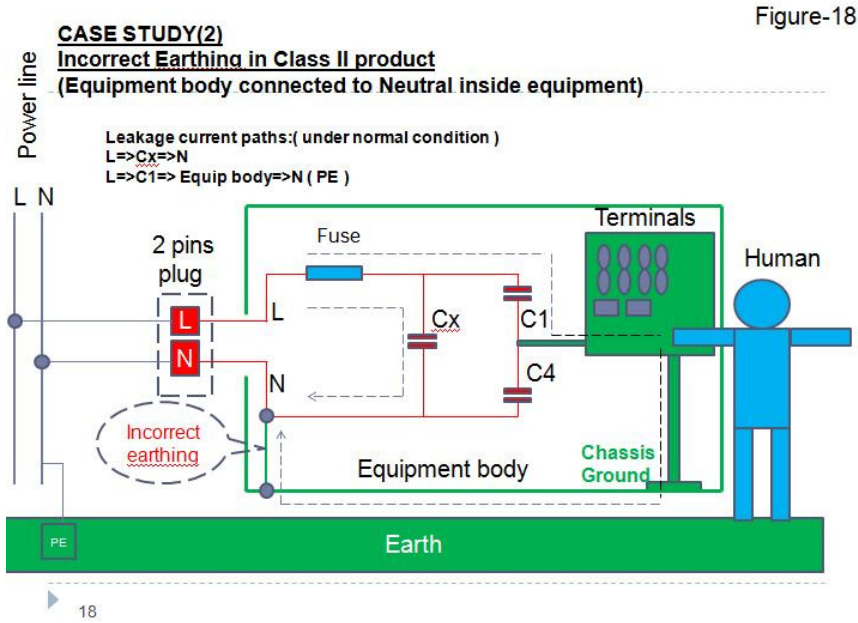 Figure-18
CASE STUDY(2)
Incorrect Earthing in Class II product
(Equipment body connected to Neutral inside equipment)
Power line
Leakage current paths:( under normal condition )
L=>Cx=>N
L=>C1=> Equip body=>N ( PE )
L N
2 pins
plug
Fuse
Terminals
Human
L
L
Cx
C1
N
N
C4
Incorrect
earthing
Equipment body
Chassis
Ground
PE
Earth
18